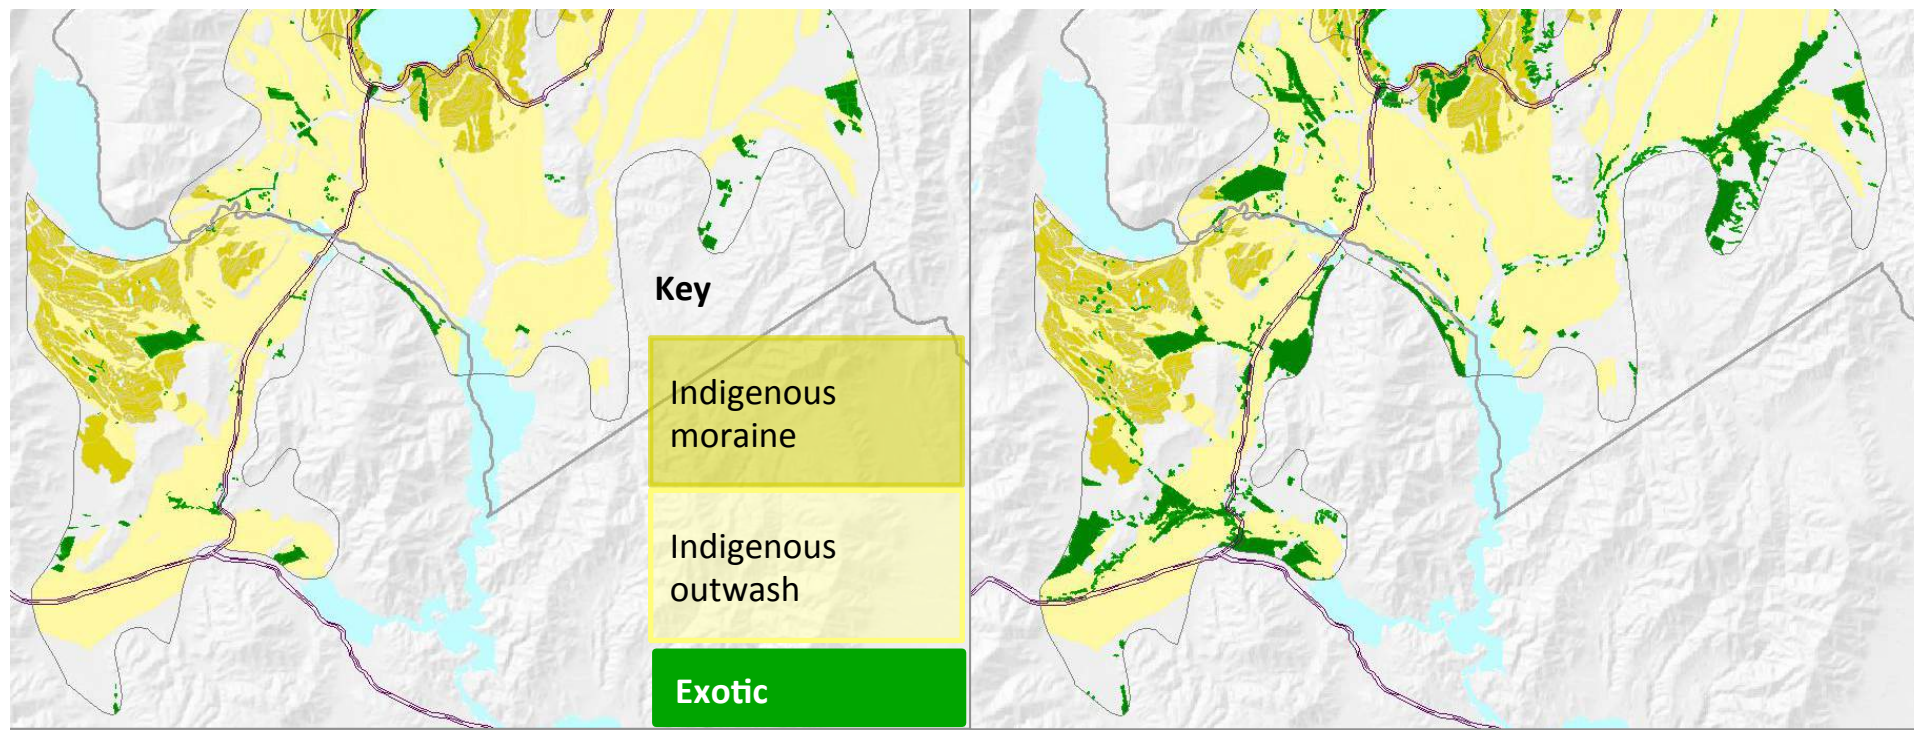 Key
Indigenous
moraine
Indigenous
outwash
Exotic